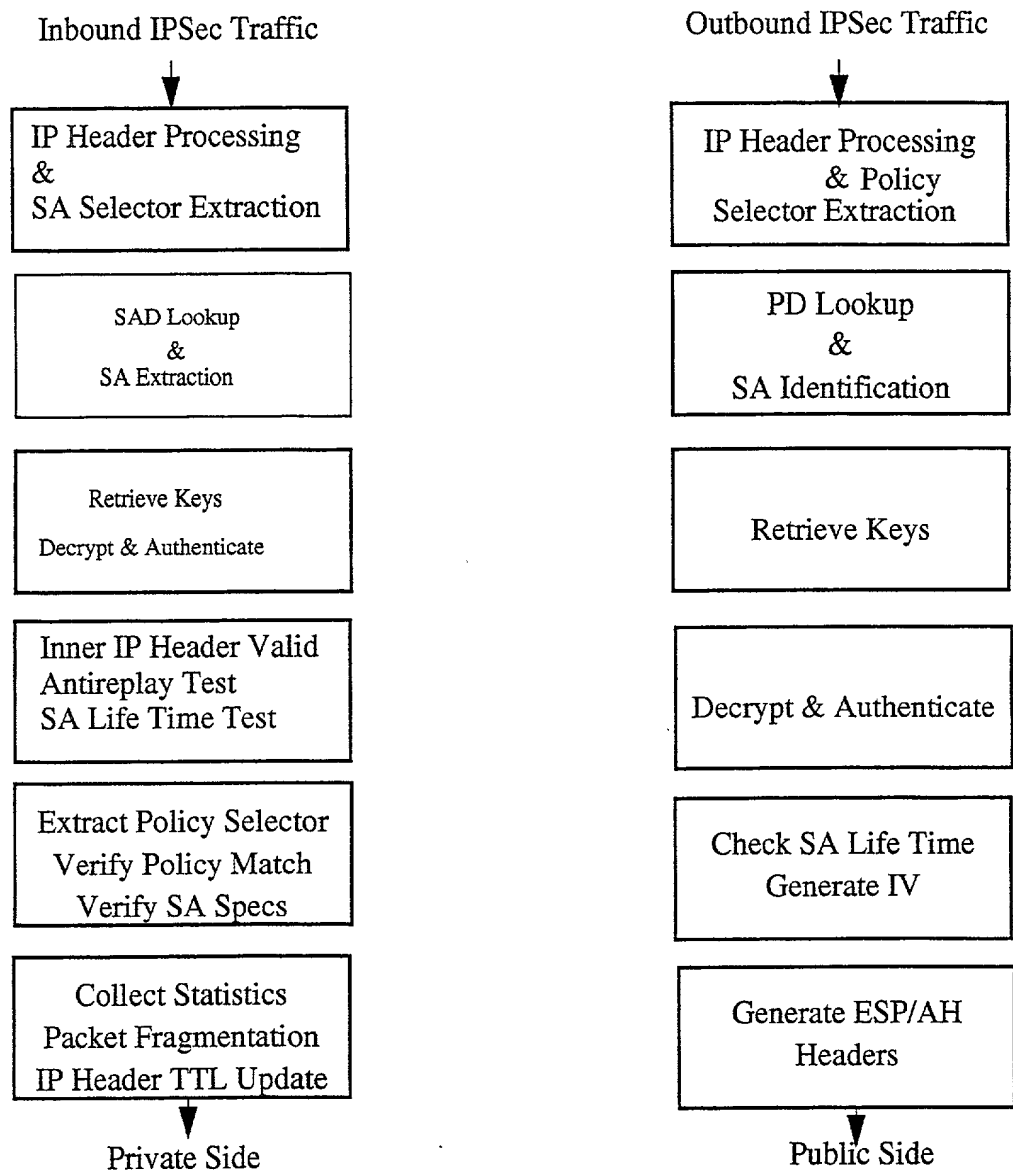 Inbound IPSec Traffic
IP Header Processing
&
SA Selector Extraction
SAD Lookup
&
SA Extraction
Retrieve Keys
Decrypt & Authenticate
Inner IP Header Valid
Antireplay Test
SA Life Time Test
Extract Policy Selector
Verify Policy Match
Verify SA Specs
Collect Statistics
Packet Fragmentation
IP Header TTL Update
Private Side
Outbound IPSec Traffic
IP Header Processing
& Policy
Selector Extraction
PD Lookup
&
SA Identification
Retrieve Keys
Decrypt & Authenticate
Check SA Life Time
Generate IV
Generate ESP/AH
Headers
Public Side